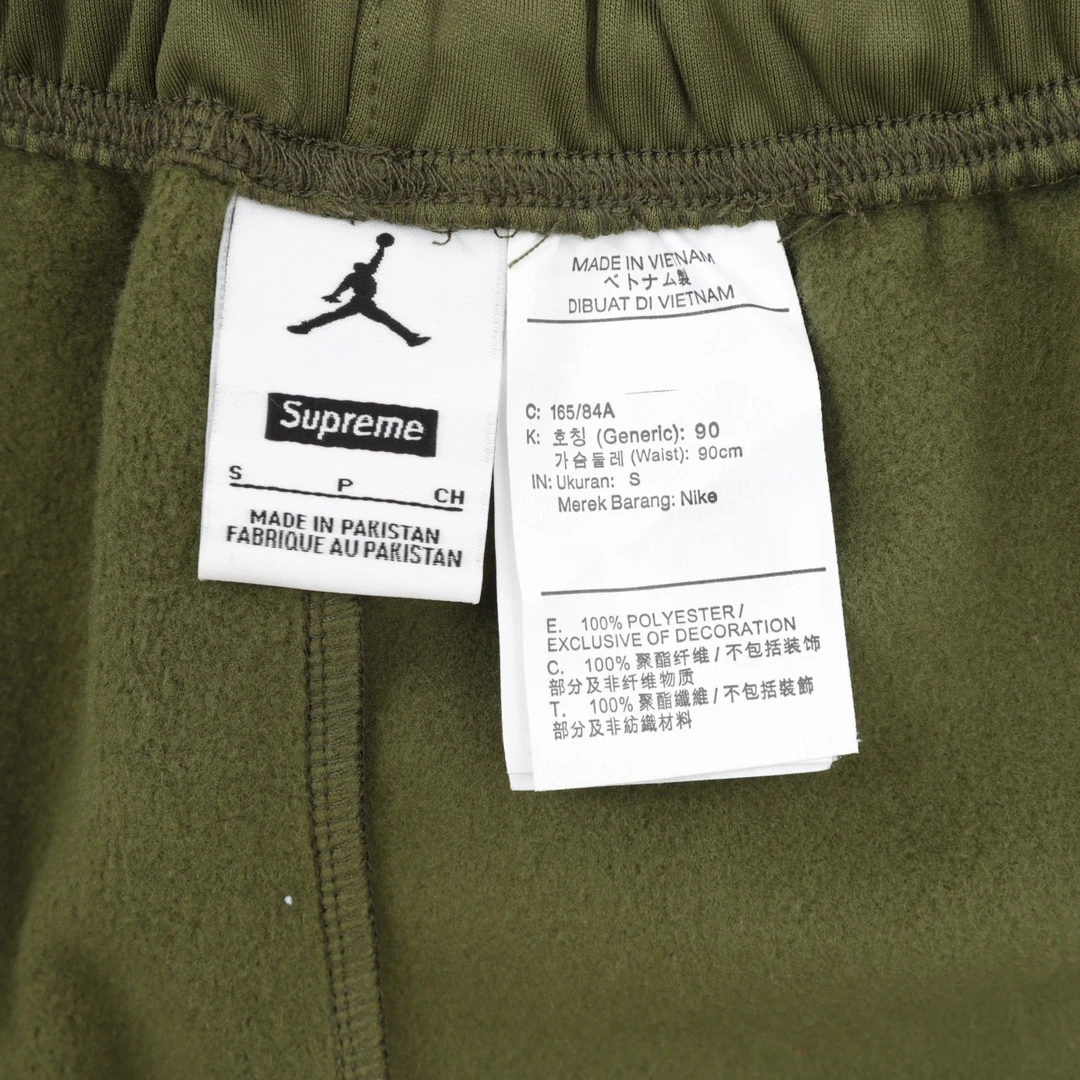 Supreme
S P CH
MADE IN PAKISTAN
FABRIQUE AU PAKISTAN
MADE IN VIETNAM
ベトナム製
DIBUAT DI VIETNAM
C: 165/84A
K: 호칭 (Generic): 90
가슴둘레 (Waist): 90cm
IN: Ukuran: S
Merek Barang: Nike
E. 100% POLYESTER/
EXCLUSIVE OF DECORATION
C. 100% 聚酯纤维/不包括装饰
部分及非纤维物质
T. 100% 聚酯纖維/不包括裝飾
部分及非紡織材料